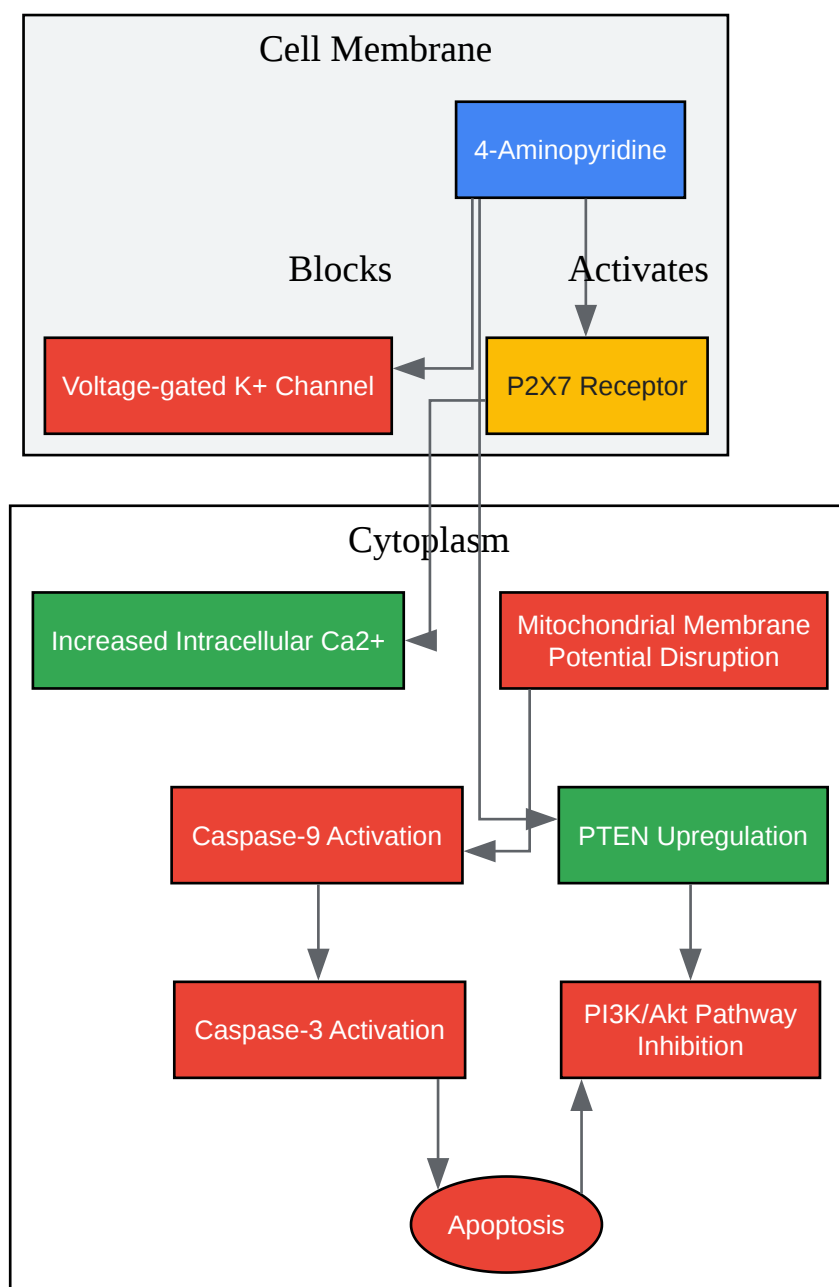 Cell Membrane
4-Aminopyridine
Blocks
Activates
Voltage-gated K+ Channel
P2X7 Receptor
Cytoplasm
Increased Intracellular Ca2+
Mitochondrial Membrane
Potential Disruption
Caspase-9 Activation
PTEN Upregulation
Caspase-3 Activation
PI3K/Akt Pathway
Inhibition
Apoptosis